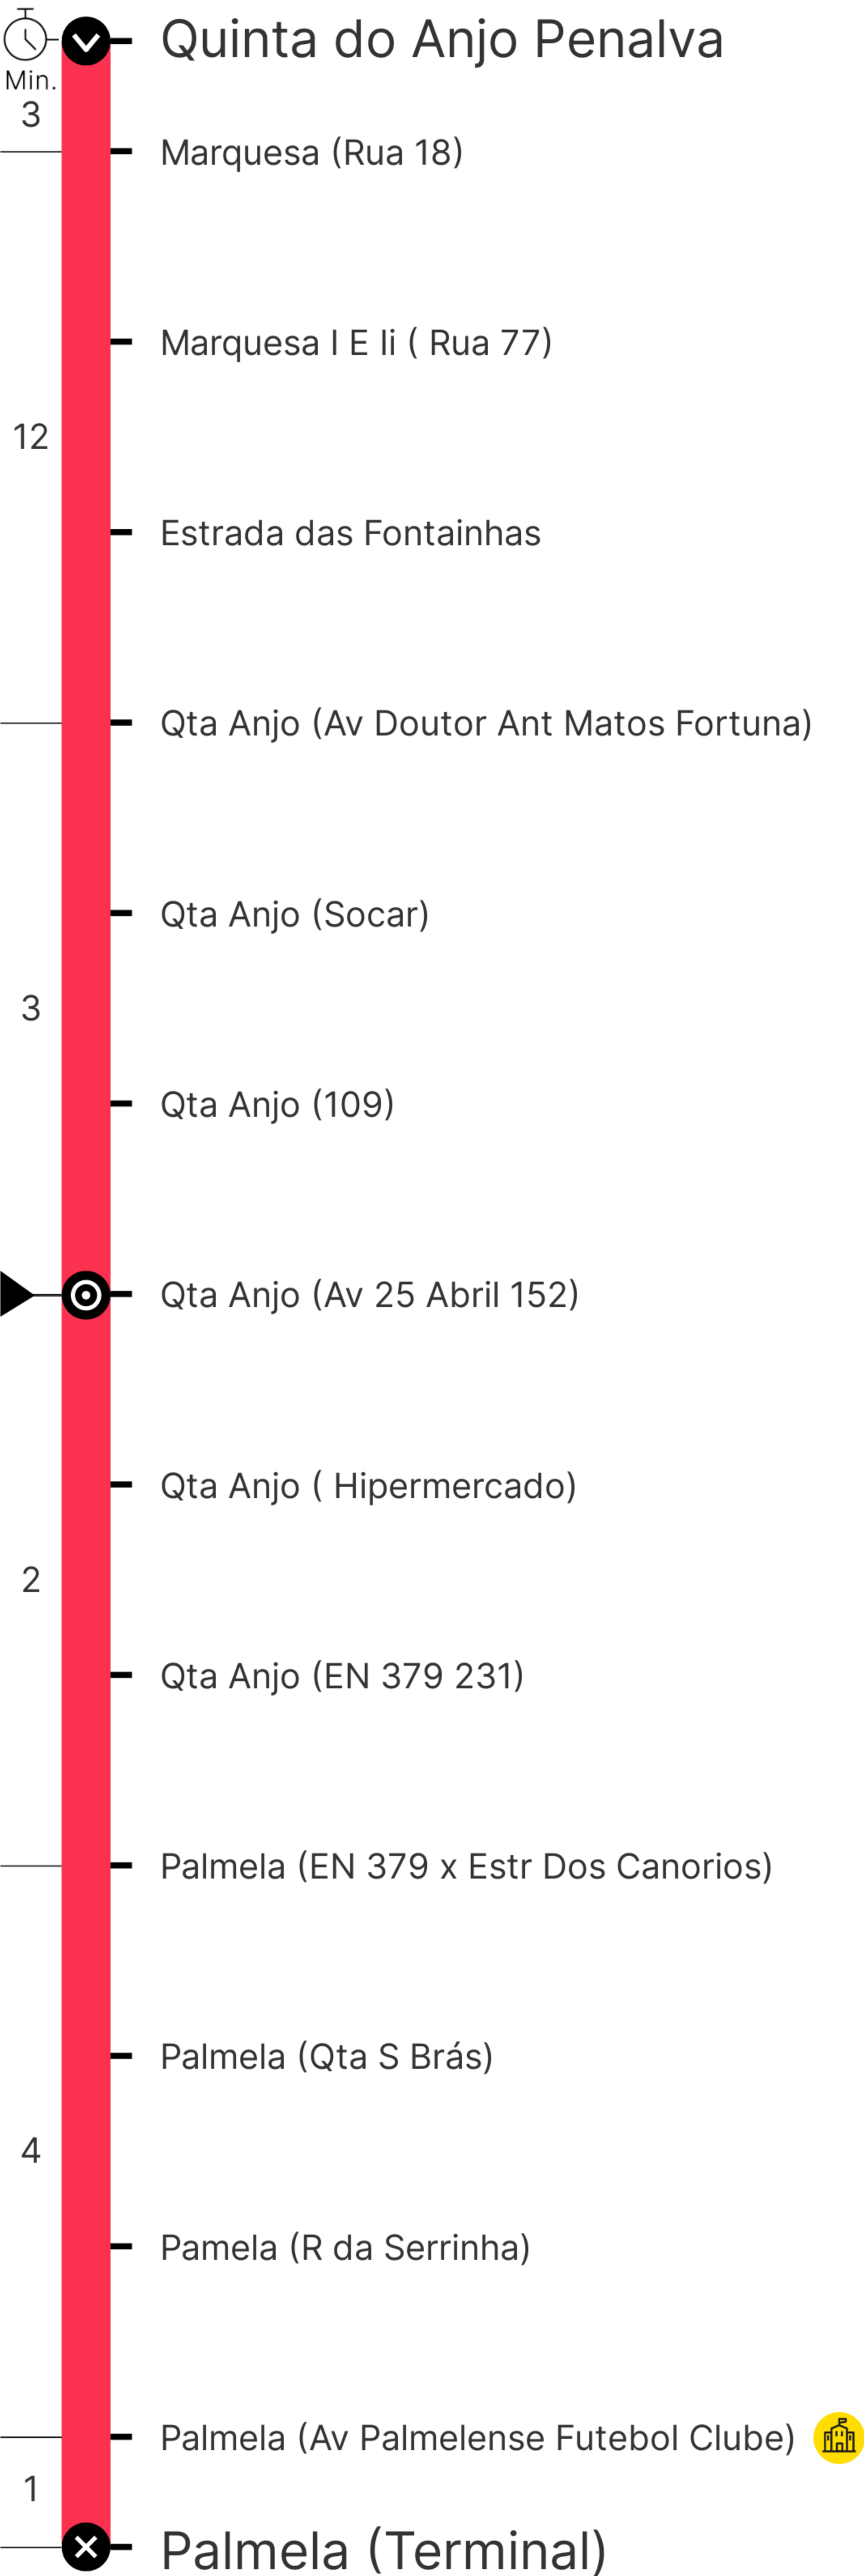 Quinta do Anjo Penalva
Min.
3
Marquesa (Rua 18)
Marquesa I E Ii ( Rua 77)
12
Estrada das Fontainhas
Qta Anjo (Av Doutor Ant Matos Fortuna)
Qta Anjo (Socar)
3
Qta Anjo (109)
Qta Anjo (Av 25 Abril 152)
Qta Anjo ( Hipermercado)
2
Qta Anjo (EN 379 231)
Palmela (EN 379 x Estr Dos Canorios)
Palmela (Qta S Brás)
4
Pamela (R da Serrinha)
Palmela (Av Palmelense Futebol Clube)
1
Palmela (Terminal)